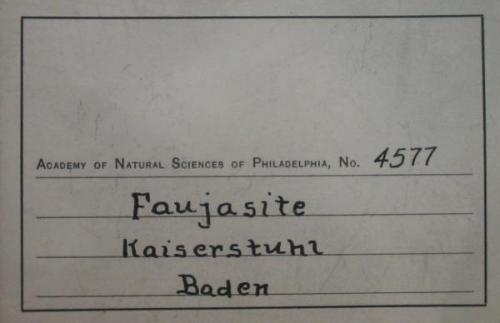 Academy of Natural Sciences of Philadelphia, No. 4577
Faujasite
Kaiserstuhl
Baden